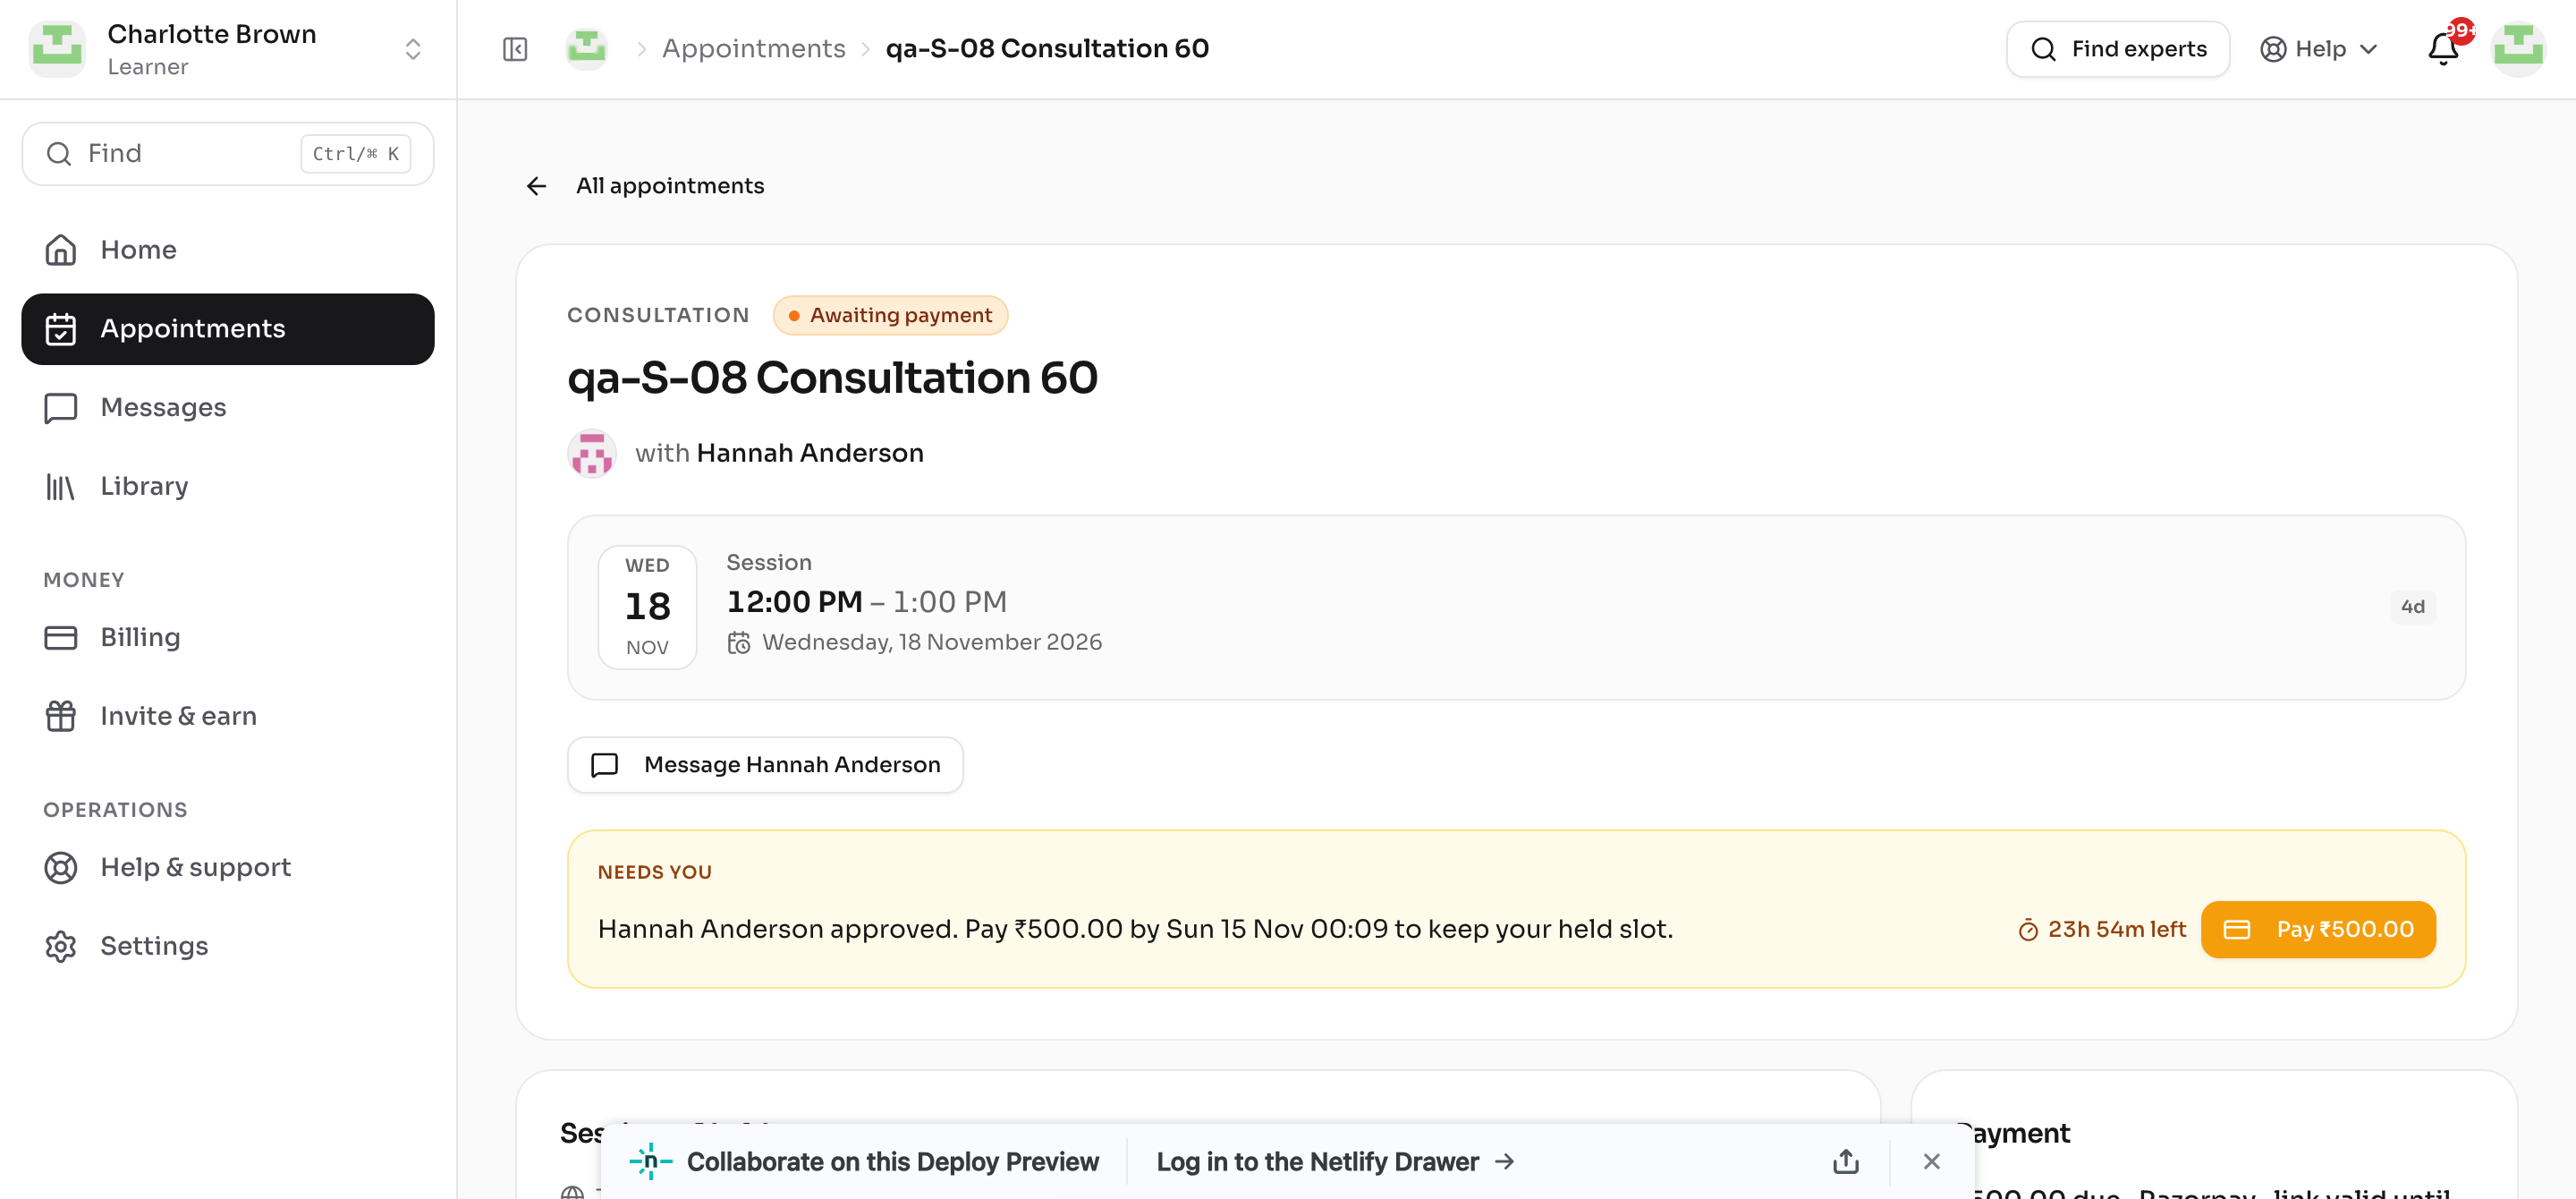 Charlotte Brown
Learner
Find
Ctrl/⌘ K
Home
Appointments
Messages
Library
MONEY
Billing
Invite & earn
OPERATIONS
Help & support
Settings
Appointments
qa-S-08 Consultation 60
Find experts
Help
99+
All appointments
CONSULTATION
Awaiting payment
qa-S-08 Consultation 60
with Hannah Anderson
WED
18
NOV
Session
12:00 PM – 1:00 PM
Wednesday, 18 November 2026
4d
Message Hannah Anderson
NEEDS YOU
Hannah Anderson approved. Pay ₹500.00 by Sun 15 Nov 00:09 to keep your held slot.
23h 54m left
Pay ₹500.00
Payment
Collaborate on this Deploy Preview
Log in to the Netlify Drawer →